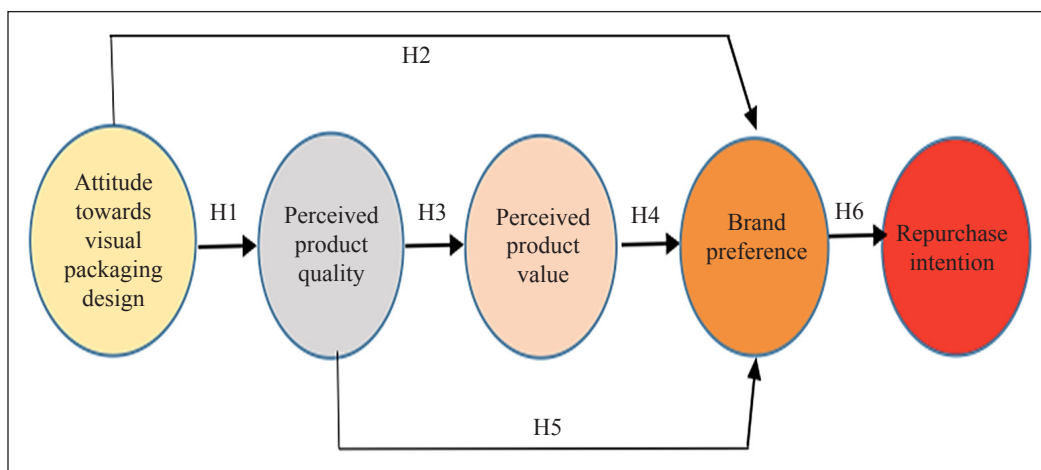 H2
Attitude
towards
visual
packaging
design
H1
Perceived
product
quality
H3
Perceived
product
value
H4
Brand
preference
H6
Repurchase
intention
H5